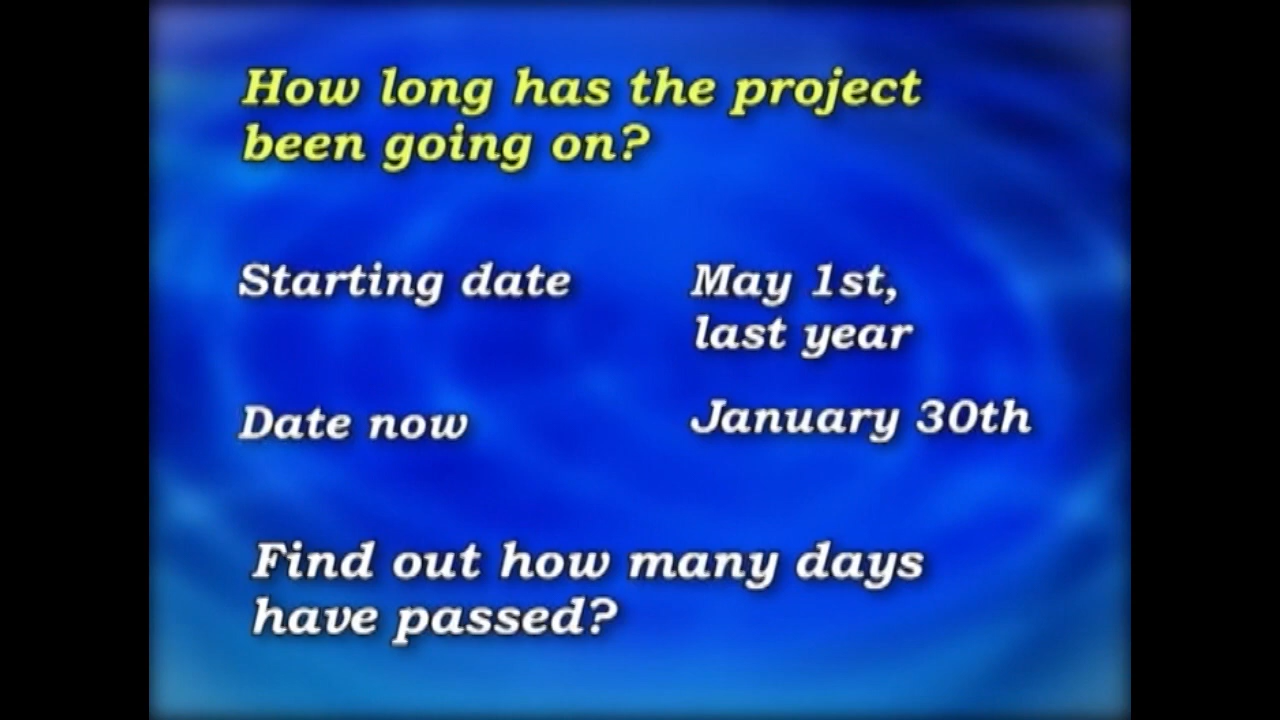 How long has the project
been going on?
Starting date
May 1st,
last year
Date now
January 30th
Find out how many days
have passed?